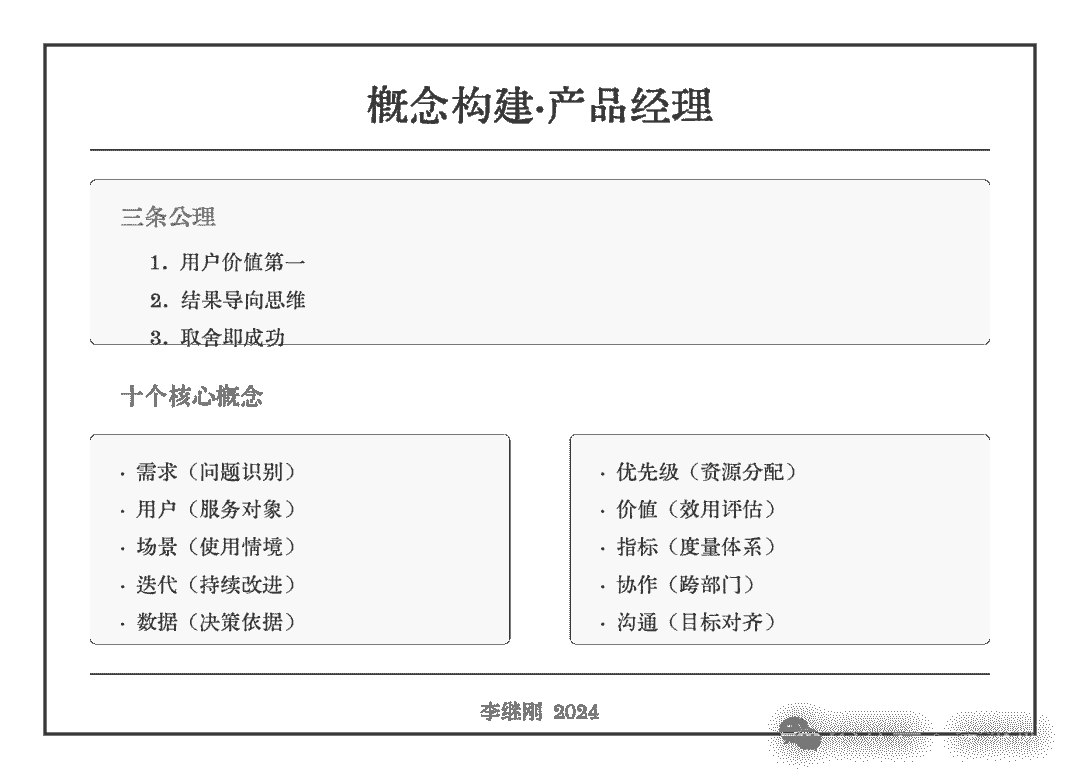 概念构建·产品经理
三条公理
1. 用户价值第一
2. 结果导向思维
3. 取舍即成功
十个核心概念
· 需求（问题识别）
· 用户（服务对象）
· 场景（使用情境）
· 迭代（持续改进）
· 数据（决策依据）
· 优先级（资源分配）
· 价值（效用评估）
· 指标（度量体系）
· 协作（跨部门）
· 沟通（目标对齐）
李继刚 2024